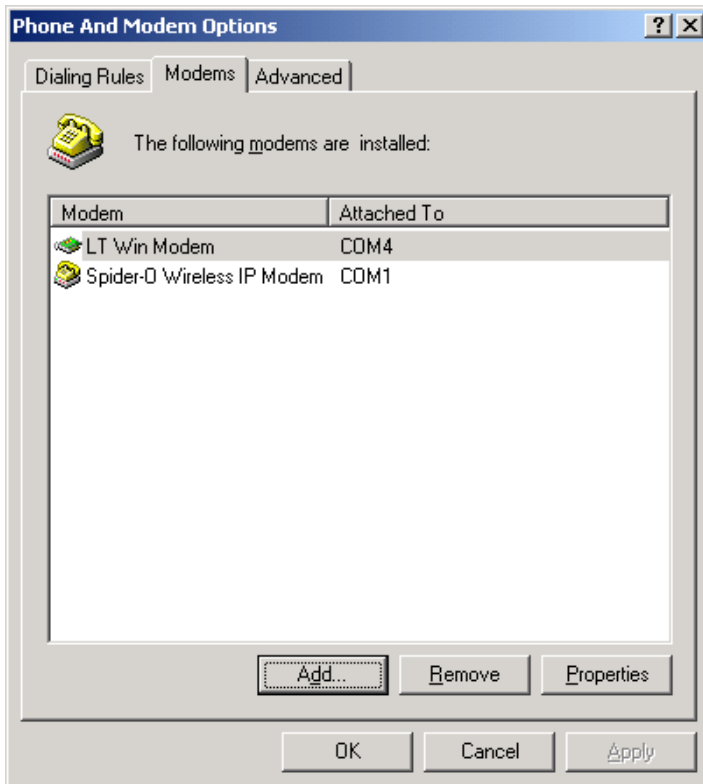 Phone And Modem Options
Dialing Rules Modems Advanced
The following modems are installed:
Modem Attached To
LT Win Modem COM4
Spider-0 Wireless IP Modem COM1
Add... Remove Properties
OK Cancel Apply